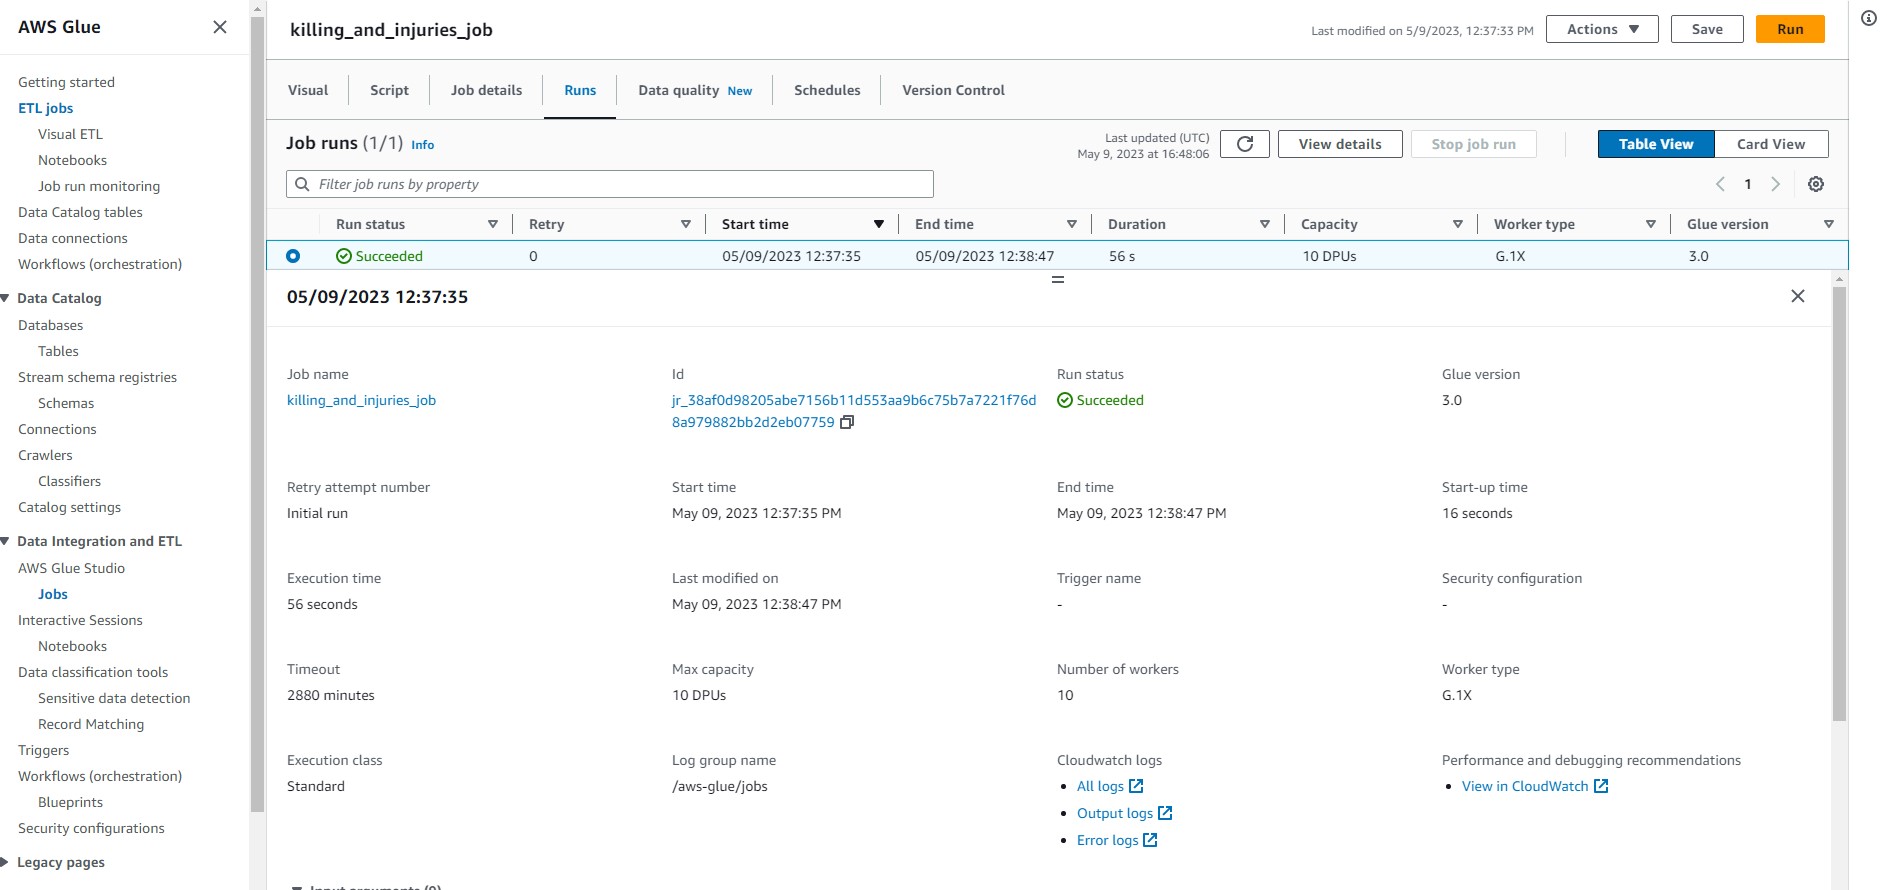 AWS Glue
Getting started
ETL jobs
Visual ETL
Notebooks
Job run monitoring
Data Catalog tables
Data connections
Workflows (orchestration)
Data Catalog
Databases
Tables
Stream schema registries
Schemas
Connections
Crawlers
Classifiers
Catalog settings
Data Integration and ETL
AWS Glue Studio
Jobs
Interactive Sessions
Notebooks
Data classification tools
Sensitive data detection
Record Matching
Triggers
Workflows (orchestration)
Blueprints
Security configurations
Legacy pages
killing_and_injuries_job
Last modified on 5/9/2023, 12:37:33 PM
Actions
Save
Run
Visual
Script
Job details
Runs
Data quality New
Schedules
Version Control
Job runs (1/1) Info
Last updated (UTC)
May 9, 2023 at 16:48:06
View details
Stop job run
Table View
Card View
Filter job runs by property
1
Run status Retry Start time End time Duration Capacity Worker type Glue version
Succeeded 0 05/09/2023 12:37:35 05/09/2023 12:38:47 56 s 10 DPUs G.1X 3.0
05/09/2023 12:37:35
Job name
killing_and_injuries_job
Id
jr_38af0d98205abe7156b11d553aa9b6c75b7a7221f76d
8a979882bb2d2eb07759
Run status
Succeeded
Glue version
3.0
Retry attempt number
Initial run
Start time
May 09, 2023 12:37:35 PM
End time
May 09, 2023 12:38:47 PM
Start-up time
16 seconds
Execution time
56 seconds
Last modified on
May 09, 2023 12:38:47 PM
Trigger name
-
Security configuration
-
Timeout
2880 minutes
Max capacity
10 DPUs
Number of workers
10
Worker type
G.1X
Execution class
Standard
Log group name
/aws-glue/jobs
Cloudwatch logs
• All logs
• Output logs
• Error logs
Performance and debugging recommendations
• View in CloudWatch
Input arguments (9)